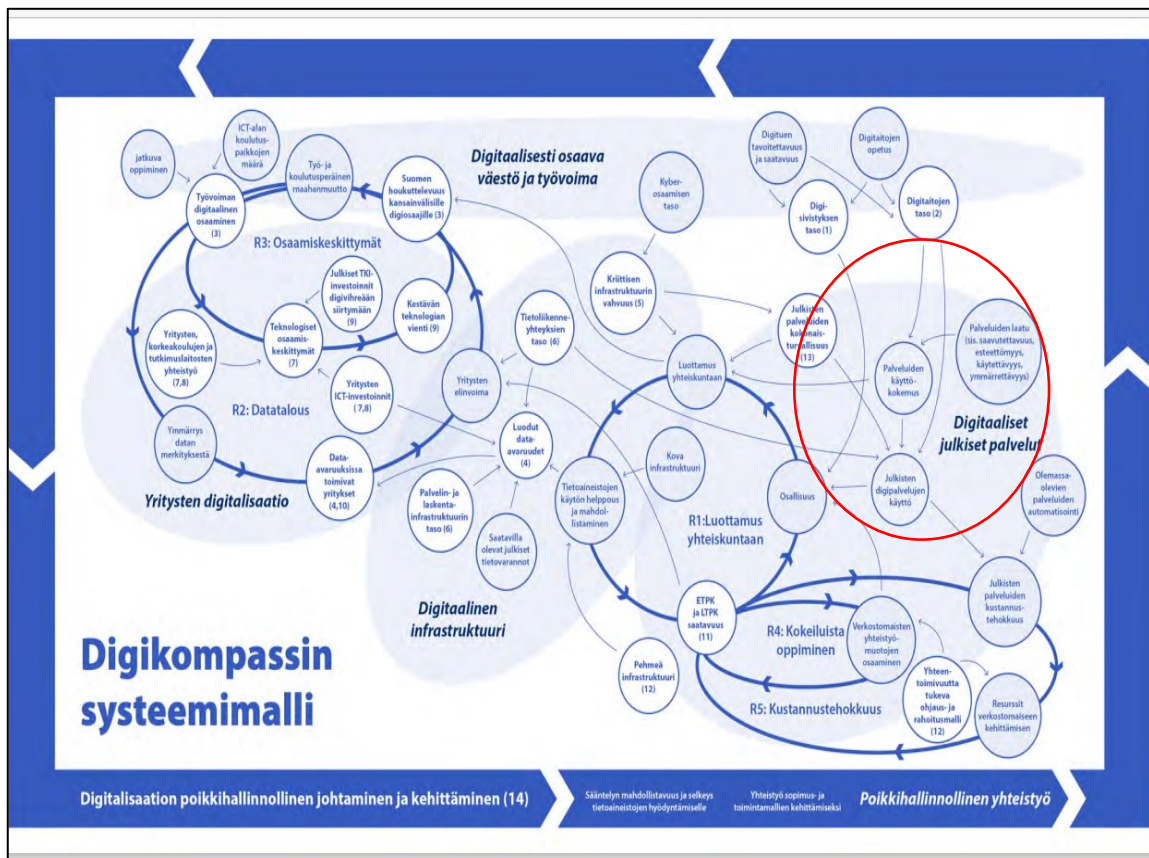 ICT-alan
koulutus-
paikkojen
määrä
jatkuva
oppiminen
Työvoiman
digitaalinen
osaaminen
(3)
Työ- ja
koulutusperäinen
maahanmuutto
Suomen
houkuttelevuus
kansainvälisille
digiosaajille
(3)
Digitaalisesti osaava
väestö ja työvoima
Kyber-
osaamisen
taso
Digituen
tavoitettavuus
ja saatavuus
Digitaitojen
opetus
Digi-
sivistyksen
taso (1)
Digitaitojen
taso (2)
R3: Osaamiskeskittymät
Julkiset TKI-
investoinnit
digivihreään
siirtymään
(9)
Kestävän
teknologian
vienti (9)
Teknologiset
osaamis-
keskittymät
(7)
Yritysten,
korkeakoulujen ja
tutkimuslaitosten
yhteistyö
(7,8)
Yritysten
ICT-investoinnit
(7,8)
R2: Datatalous
Ymmärrys
datan
merkityksestä
Data-
avaruuksissa
toimivat
yritykset
(4,10)
Yritysten
elinvoima
Yritysten digitalisaatio
Tietoliikenne-
yhteyksien
taso (6)
Kriittisen
infrastruktuurin
vahvuus (5)
Julkisten
palveluiden
kokonais-
turvallisuus
(13)
Luottamus
yhteiskuntaan
Luodut
data-
avaruudet
(4)
Palvelin- ja
laskenta-
infrastruktuurin
taso (6)
Saatavilla
olevat julkiset
tietovarannot
Tietoaineistojen
käytön helppous
ja mahdol-
listaminen
Kova
infrastruktuuri
Digitaalinen
infrastruktuuri
Palveluiden laatu
(sis. saavutettavuus,
esteettömyys,
käytettävyys,
ymmärrettävyys)
Palveluiden
käyttö-
kokemus
Digitaaliset
julkiset palvelut
Julkisten
digipalvelujen
käyttö
Olemassa-
olevien
palveluiden
automatisointi
Osallisuus
R1:Luottamus
yhteiskuntaan
ETPK
ja LTPK
saatavuus
(11)
Julkisten
palveluiden
kustannus-
tehokkuus
R4: Kokeiluista
oppiminen
Verkostomaisten
yhteistyö-
muotojen
osaaminen
Pehmeä
infrastruktuuri
(12)
R5: Kustannustehokkuus
Yhteen-
toimivuutta
tukeva
ohjaus- ja
rahoitusmalli
(12)
Resurssit
verkostomaiseen
kehittämisen
Digikompassin
systeemimalli
Digitalisaation poikkihallinnollinen johtaminen ja kehittäminen (14)
Sääntelyn mahdollistavuus ja selkeys
tietoaineistojen hyödyntämiselle
Yhteistyö sopimus- ja
toimintamallien kehittämiseksi
Poikkihallinnollinen yhteistyö